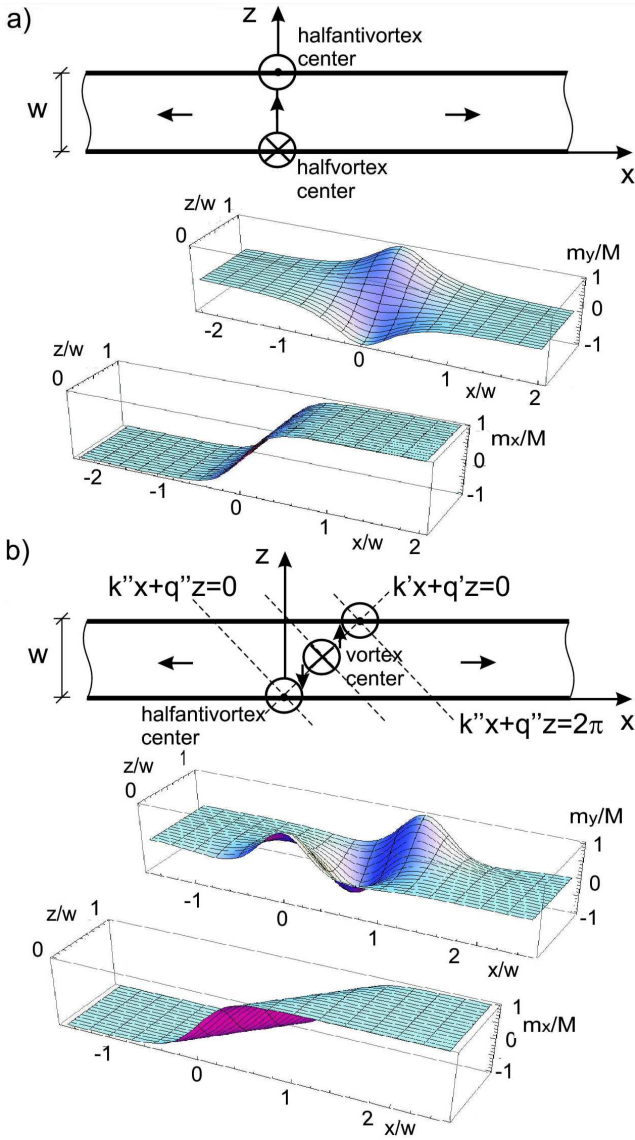 a)
z
halfantivortex
center
w
halfvortex
center
x
z/w
1
0
my/M
1
0
-1
-2
-1
0
1
2
x/w
z/w
1
0
mx/M
1
0
-1
-2
-1
0
1
2
x/w
b)
z
k''x+q''z=0
k'x+q'z=0
w
vortex
center
halfantivortex
center
k''x+q''z=2π
x
z/w
1
0
my/M
1
0
-1
-1
0
1
2
x/w
z/w
1
0
mx/M
1
0
-1
-1
0
1
2
x/w